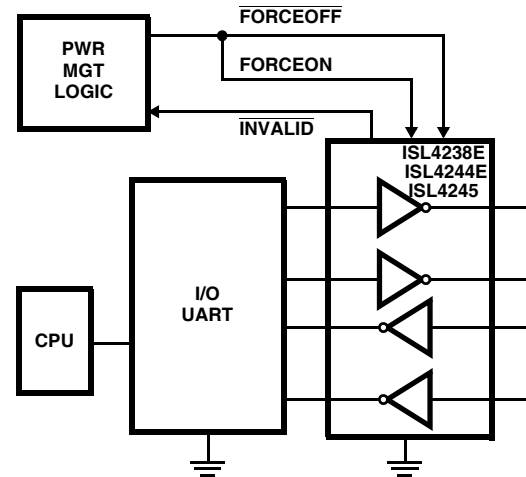 FORCEOFF
PWR
MGT
LOGIC
FORCEON
INVALID
ISL4238E
ISL4244E
ISL4245
I/O
UART
CPU